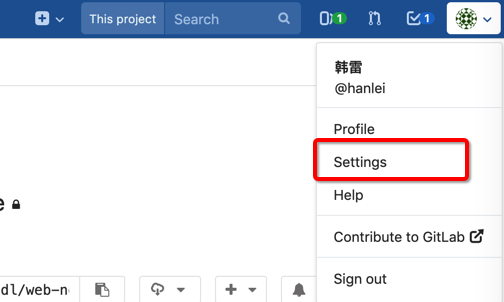 This project
Search
1
1
韩雷
@hanlei
Profile
Settings
Help
Contribute to GitLab
Sign out
e
dl/web-n